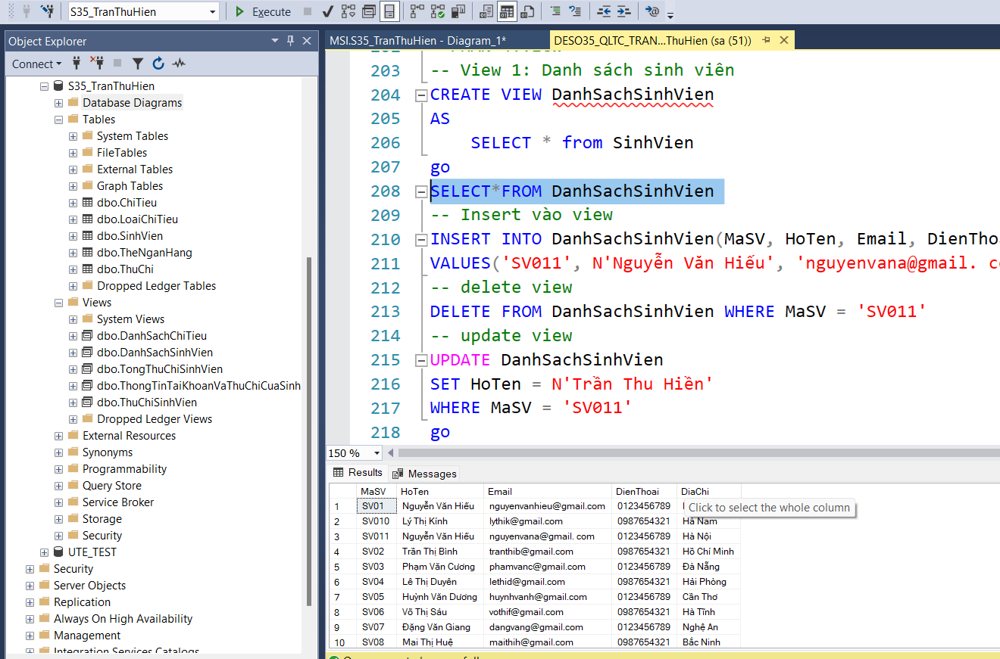 S35_TranThuHien
Execute
Object Explorer
Connect
S35_TranThuHien
Database Diagrams
Tables
System Tables
FileTables
External Tables
Graph Tables
dbo.ChiTieu
dbo.LoaiChiTieu
dbo.SinhVien
dbo.TheNganHang
dbo.ThuChi
Dropped Ledger Tables
Views
System Views
dbo.DanhSachChiTieu
dbo.DanhSachSinhVien
dbo.TongThuChiSinhVien
dbo.ThongTinTaiKhoanVaThuChiCuaSinh
dbo.ThuChiSinhVien
Dropped Ledger Views
External Resources
Synonyms
Programmability
Query Store
Service Broker
Storage
Security
UTE_TEST
Security
Server Objects
Replication
Always On High Availability
Management
Integration Services Catalogs
MSI.S35_TranThuHien - Diagram_1*
DESO35_QLTC_TRAN...ThuHien (sa (51))
203 -- View 1: Danh sách sinh viên
204 CREATE VIEW DanhSachSinhVien
205 AS
206 SELECT * from SinhVien
207 go
208 SELECT*FROM DanhSachSinhVien
209 -- Insert vào view
210 INSERT INTO DanhSachSinhVien(MaSV, HoTen, Email, DienThoa
211 VALUES('SV011', N'Nguyễn Văn Hiếu', 'nguyenvana@gmail. co
212 -- delete view
213 DELETE FROM DanhSachSinhVien WHERE MaSV = 'SV011'
214 -- update view
215 UPDATE DanhSachSinhVien
216 SET HoTen = N'Trần Thu Hiền'
217 WHERE MaSV = 'SV011'
218 go
150 %
Results Messages
MaSV HoTen Email DienThoai DiaChi
1 SV01 Nguyễn Văn Hiếu nguyenvanhieu@gmail.com 0123456789
Click to select the whole column
2 SV010 Lý Thị Kính lythik@gmail.com 0987654321 Hà Nam
3 SV011 Nguyễn Văn Hiếu nguyenvana@gmail. com 0987654321 Hà Nội
4 SV02 Trần Thị Bình tranthib@gmail.com 0987654321 Hồ Chí Minh
5 SV03 Phạm Văn Cương phamvanc@gmail.com 0123456789 Đà Nẵng
6 SV04 Lê Thị Duyên lethid@gmail.com 0987654321 Hải Phòng
7 SV05 Huỳnh Văn Dương huynhvanh@gmail.com 0123456789 Cần Thơ
8 SV06 Võ Thị Sáu vothif@gmail.com 0987654321 Hà Tĩnh
9 SV07 Đặng Văn Giang dangvang@gmail.com 0123456789 Nghệ An
10 SV08 Mai Thị Huệ maithih@gmail.com 0987654321 Bắc Ninh